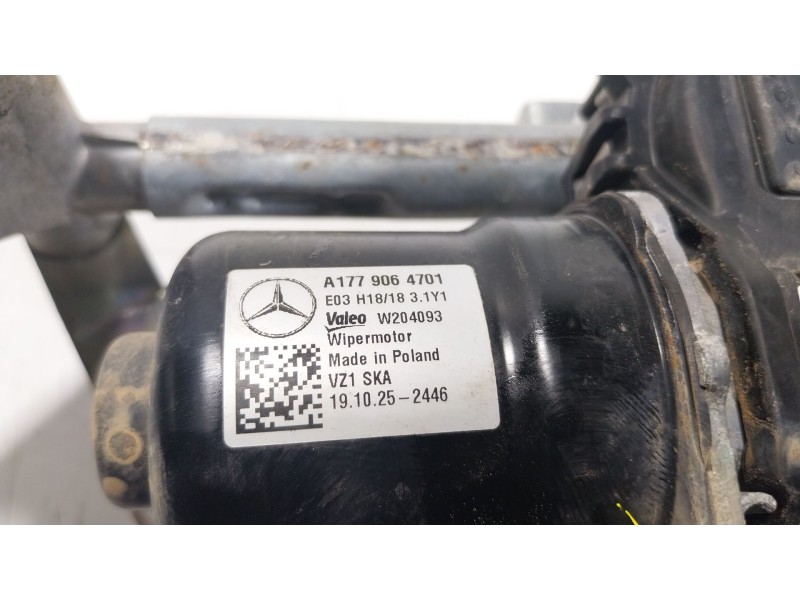 A177 906 4701
E03 H18/18 3.1Y1
Valeo W204093
Wipermotor
Made in Poland
VZ1 SKA
19.10.25-2446